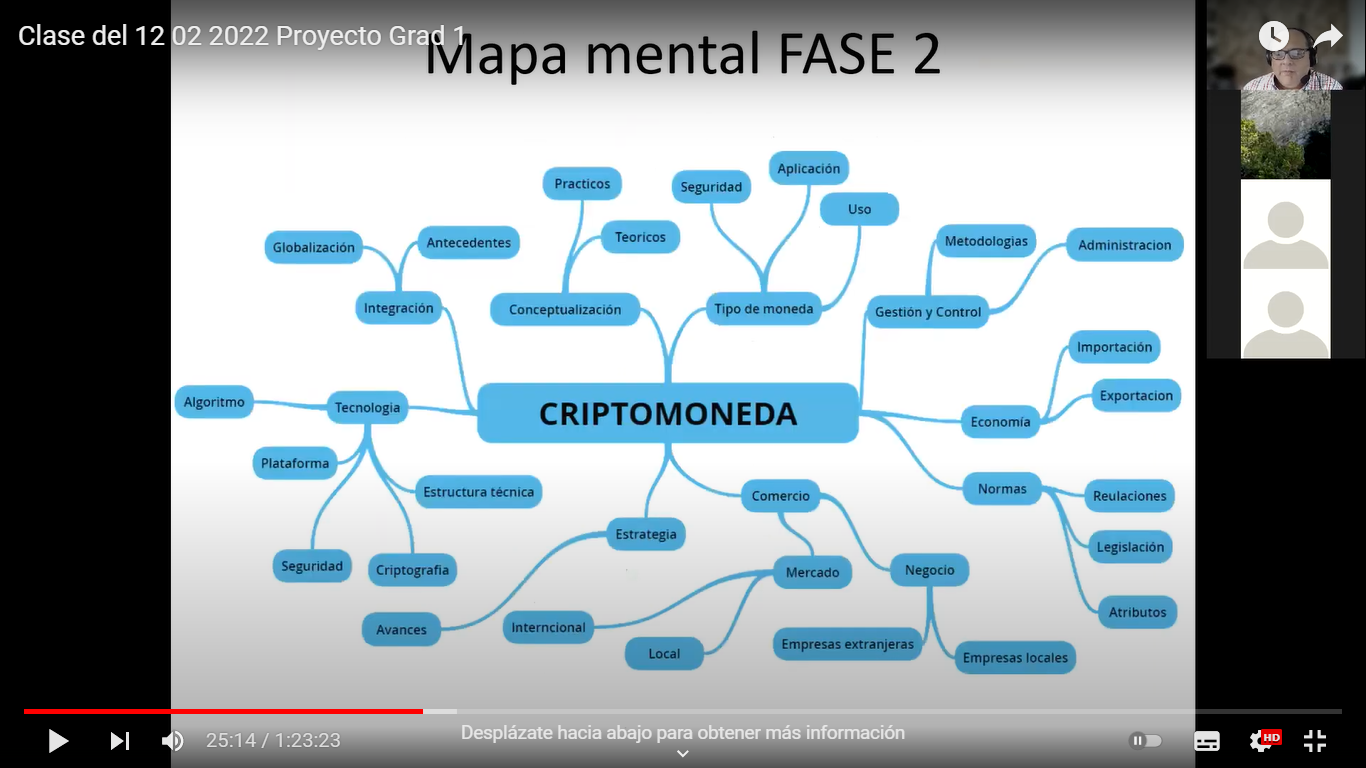 Clase del 12 02 2022 Proyecto Grad 1
Mapa mental FASE 2
Practicos
Seguridad
Aplicación
Uso
Globalización
Antecedentes
Teoricos
Metodologias
Administracion
Integración
Conceptualización
Tipo de moneda
Gestión y Control
Importación
Exportacion
Algoritmo
Tecnologia
CRIPTOMONEDA
Economía
Plataforma
Estructura técnica
Comercio
Normas
Reulaciones
Estrategia
Legislación
Seguridad
Criptografia
Mercado
Negocio
Atributos
Avances
Interncional
Local
Empresas extranjeras
Empresas locales
25:14 / 1:23:23
Desplázate hacia abajo para obtener más información
HD